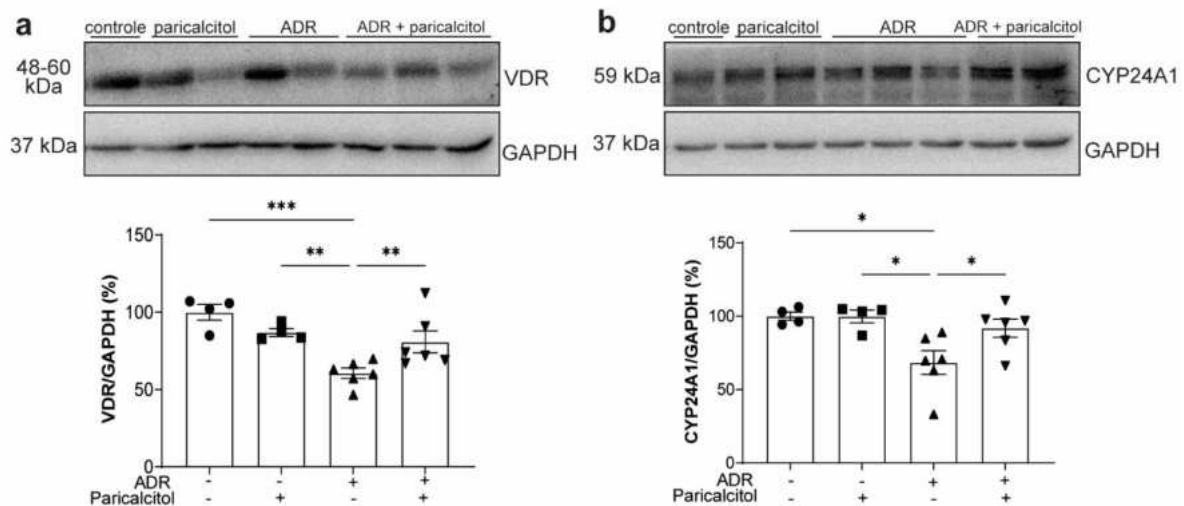 a
controle paricalcitol ADR ADR + paricalcitol
48-60
kDa
VDR
37 kDa
GAPDH
***
** **
150
100
50
0
VDR/GAPDH (%)
ADR - - + +
Paricalcitol - + - +
b
controle paricalcitol ADR ADR + paricalcitol
59 kDa
CYP24A1
37 kDa
GAPDH
*
* *
150
100
50
0
CYP24A1/GAPDH (%)
ADR - - + +
Paricalcitol - + - +